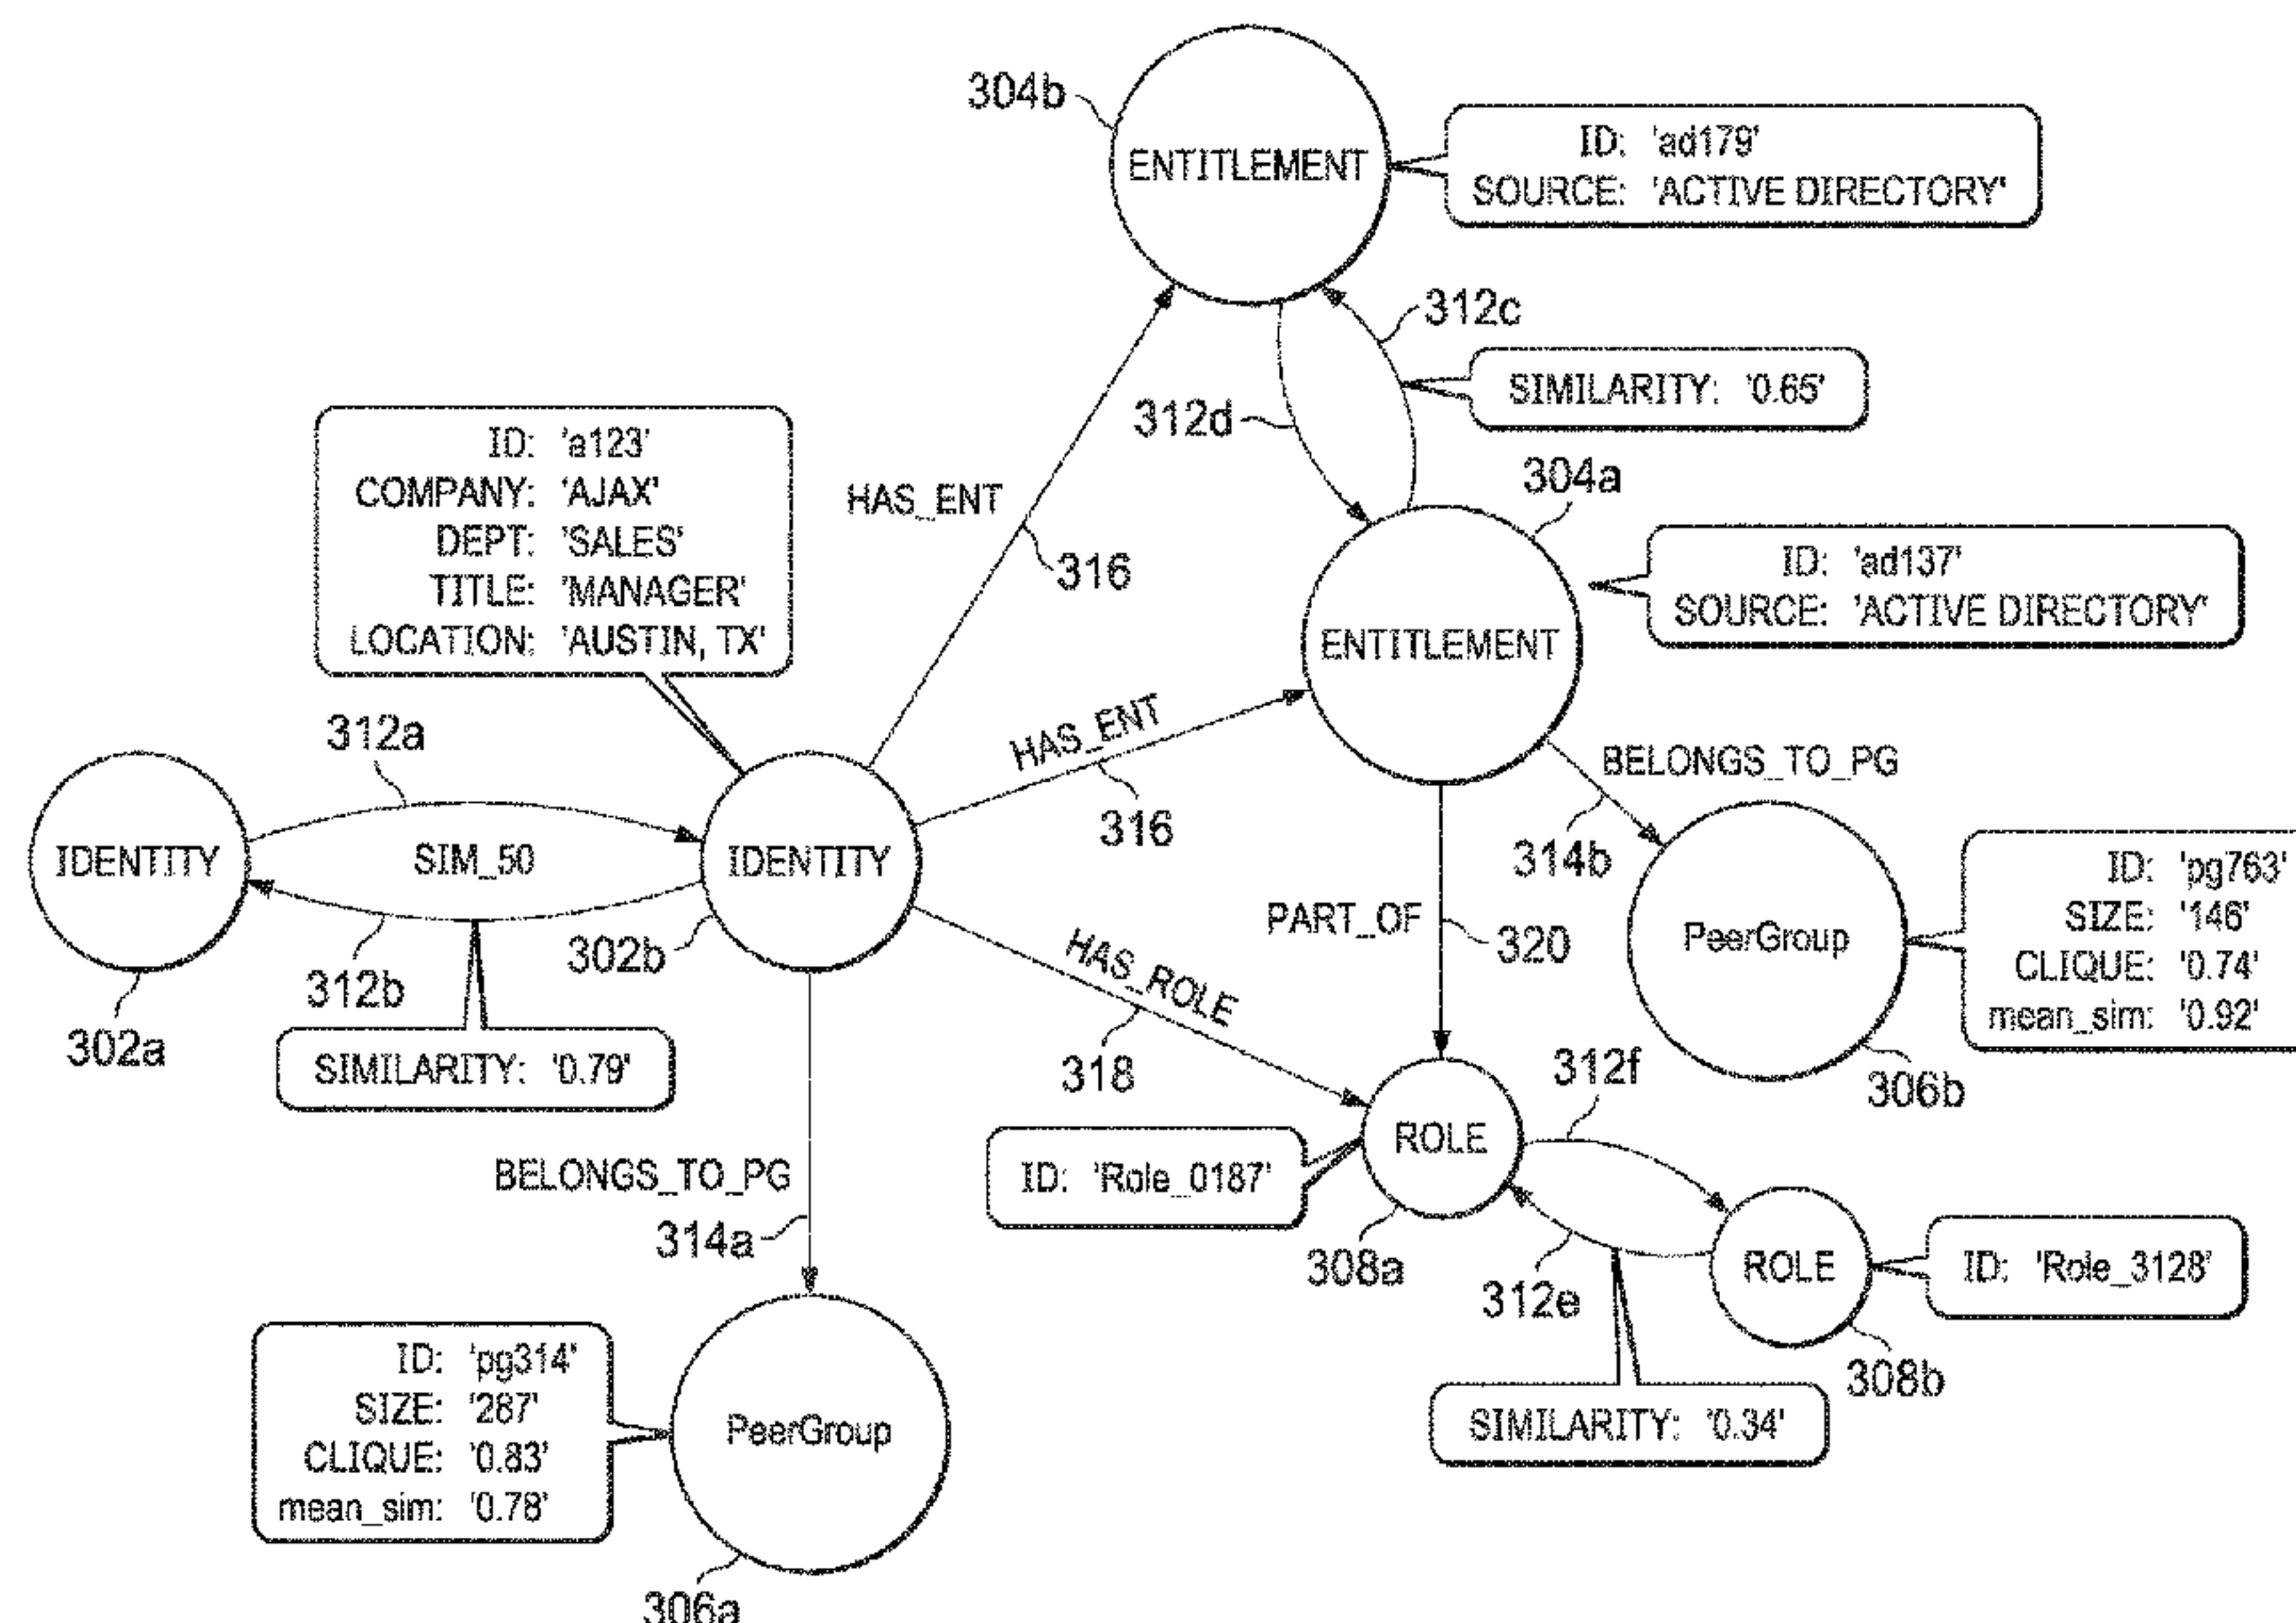 304b
ENTITLEMENT
ID: 'ad179'
SOURCE: 'ACTIVE DIRECTORY'
312c
SIMILARITY: '0.65'
312d
ID: 'a123'
COMPANY: 'AJAX'
DEPT: 'SALES'
TITLE: 'MANAGER'
LOCATION: 'AUSTIN, TX'
HAS_ENT
316
304a
ENTITLEMENT
ID: 'ad137'
SOURCE: 'ACTIVE DIRECTORY'
312a
IDENTITY
SIM_50
IDENTITY
312b
302a
302b
SIMILARITY: '0.79'
HAS_ENT
316
BELONGS_TO_PG
314b
PART_OF
320
PeerGroup
ID: 'pg763'
SIZE: '146'
CLIQUE: '0.74'
mean_sim: '0.92'
306b
HAS_ROLE
318
312f
ID: 'Role_0187'
ROLE
308a
312e
ROLE
ID: 'Role_3128'
308b
SIMILARITY: '0.34'
BELONGS_TO_PG
314a
ID: 'pg314'
SIZE: '287'
CLIQUE: '0.83'
mean_sim: '0.78'
PeerGroup
306a